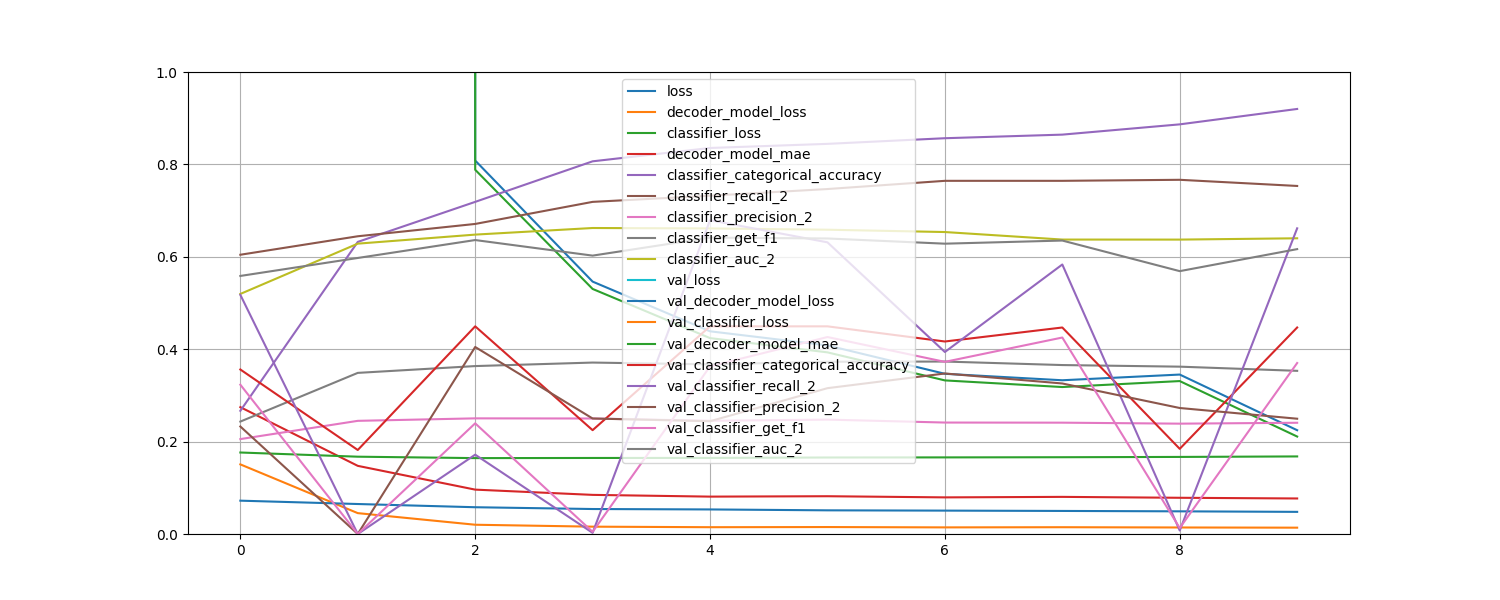 1.0
0.8
0.6
0.4
0.2
0.0
0 2 4 6 8
loss
decoder_model_loss
classifier_loss
decoder_model_mae
classifier_categorical_accuracy
classifier_recall_2
classifier_precision_2
classifier_get_f1
classifier_auc_2
val_loss
val_decoder_model_loss
val_classifier_loss
val_decoder_model_mae
val_classifier_categorical_accuracy
val_classifier_recall_2
val_classifier_precision_2
val_classifier_get_f1
val_classifier_auc_2